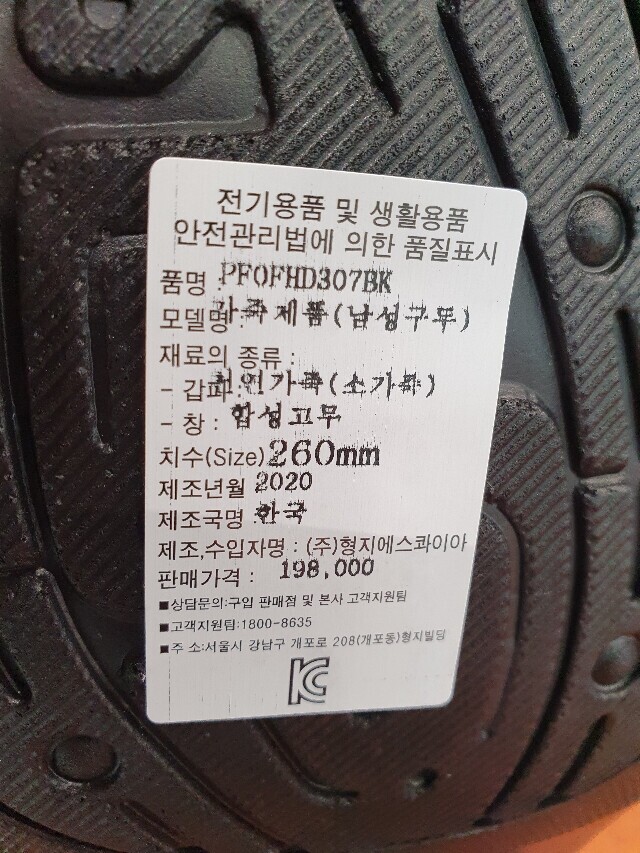 전기용품 및 생활용품
안전관리법에 의한 품질표시
품명 : PF0FHD307BK
모델명 : 가죽제품(남성구두)
재료의 종류 :
- 갑피 : 천연가죽(소가죽)
- 창 : 합성고무
치수(Size) 260mm
제조년월 2020
제조국명 : 한국
제조,수입자명 : (주)형지에스콰이아
판매가격 : 198,000
■상담문의:구입 판매점 및 본사 고객지원팀
■고객지원팀:1800-8635
■주 소:서울시 강남구 개포로 208(개포동)형지빌딩
KC